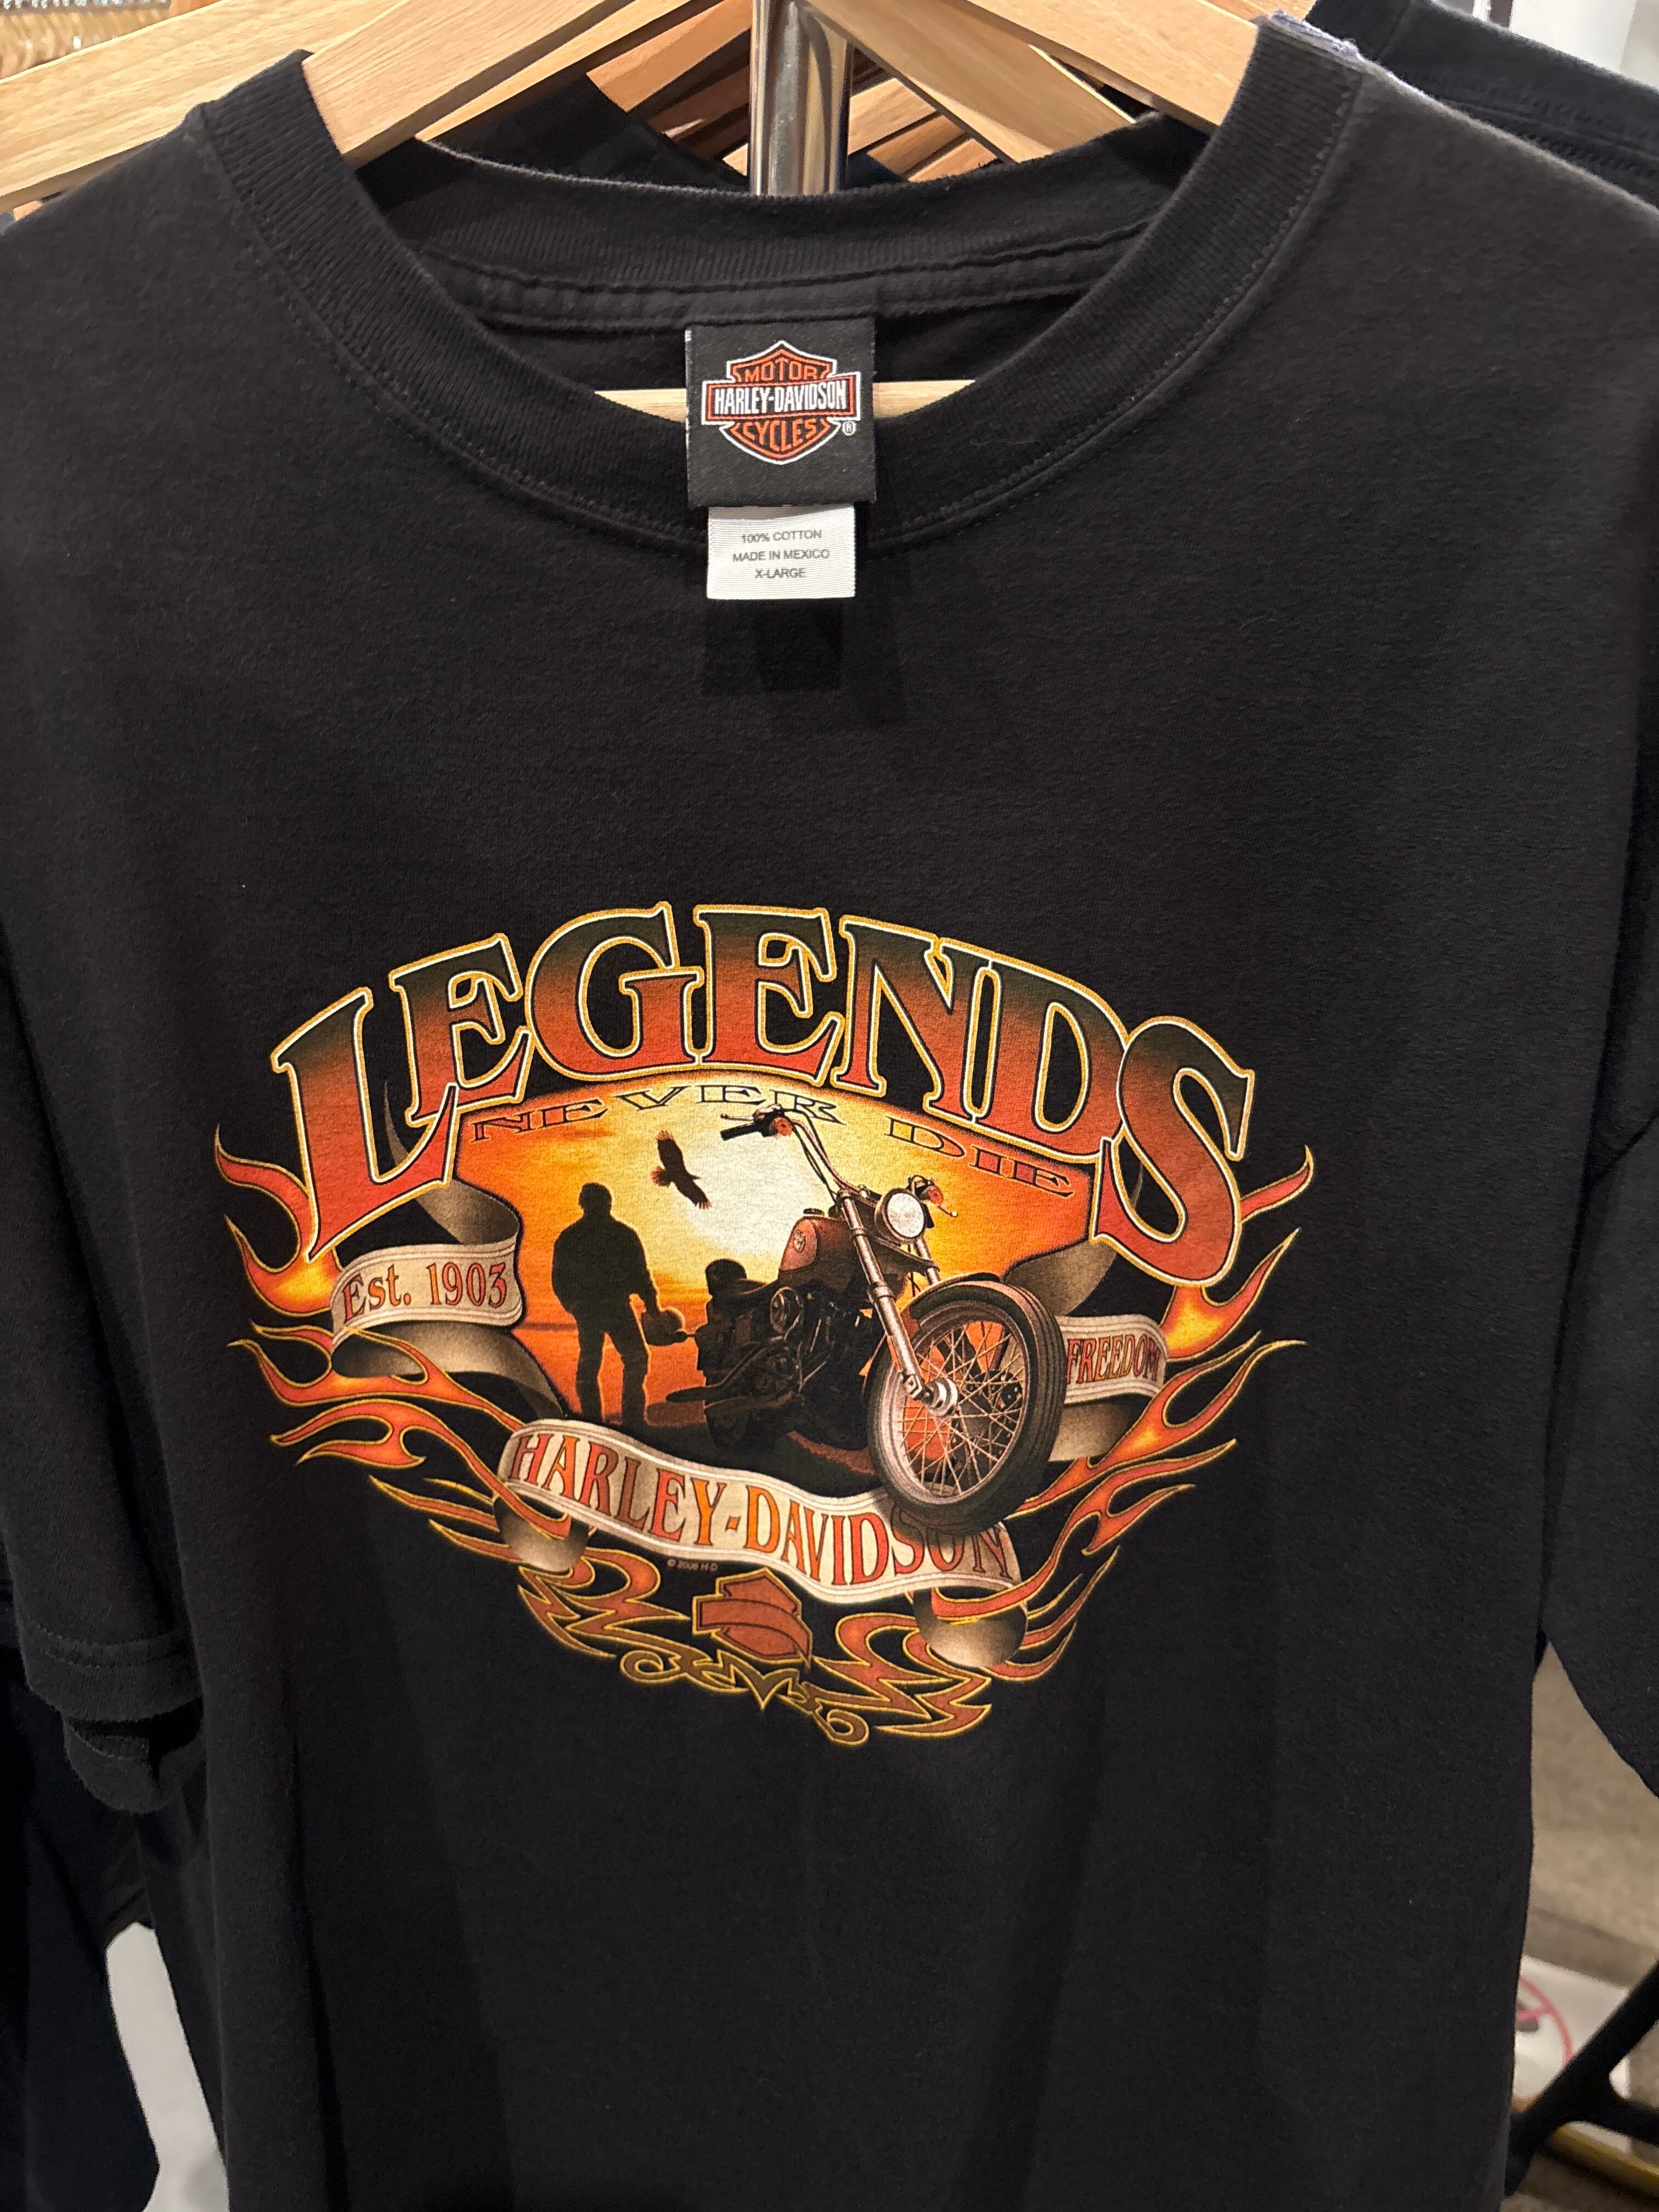 MOTOR
HARLEY-DAVIDSON
CYCLES ®
100% COTTON
MADE IN MEXICO
X-LARGE
LEGENDS
NEVER DIE
Est. 1903
FREEDOM
HARLEY-DAVIDSON